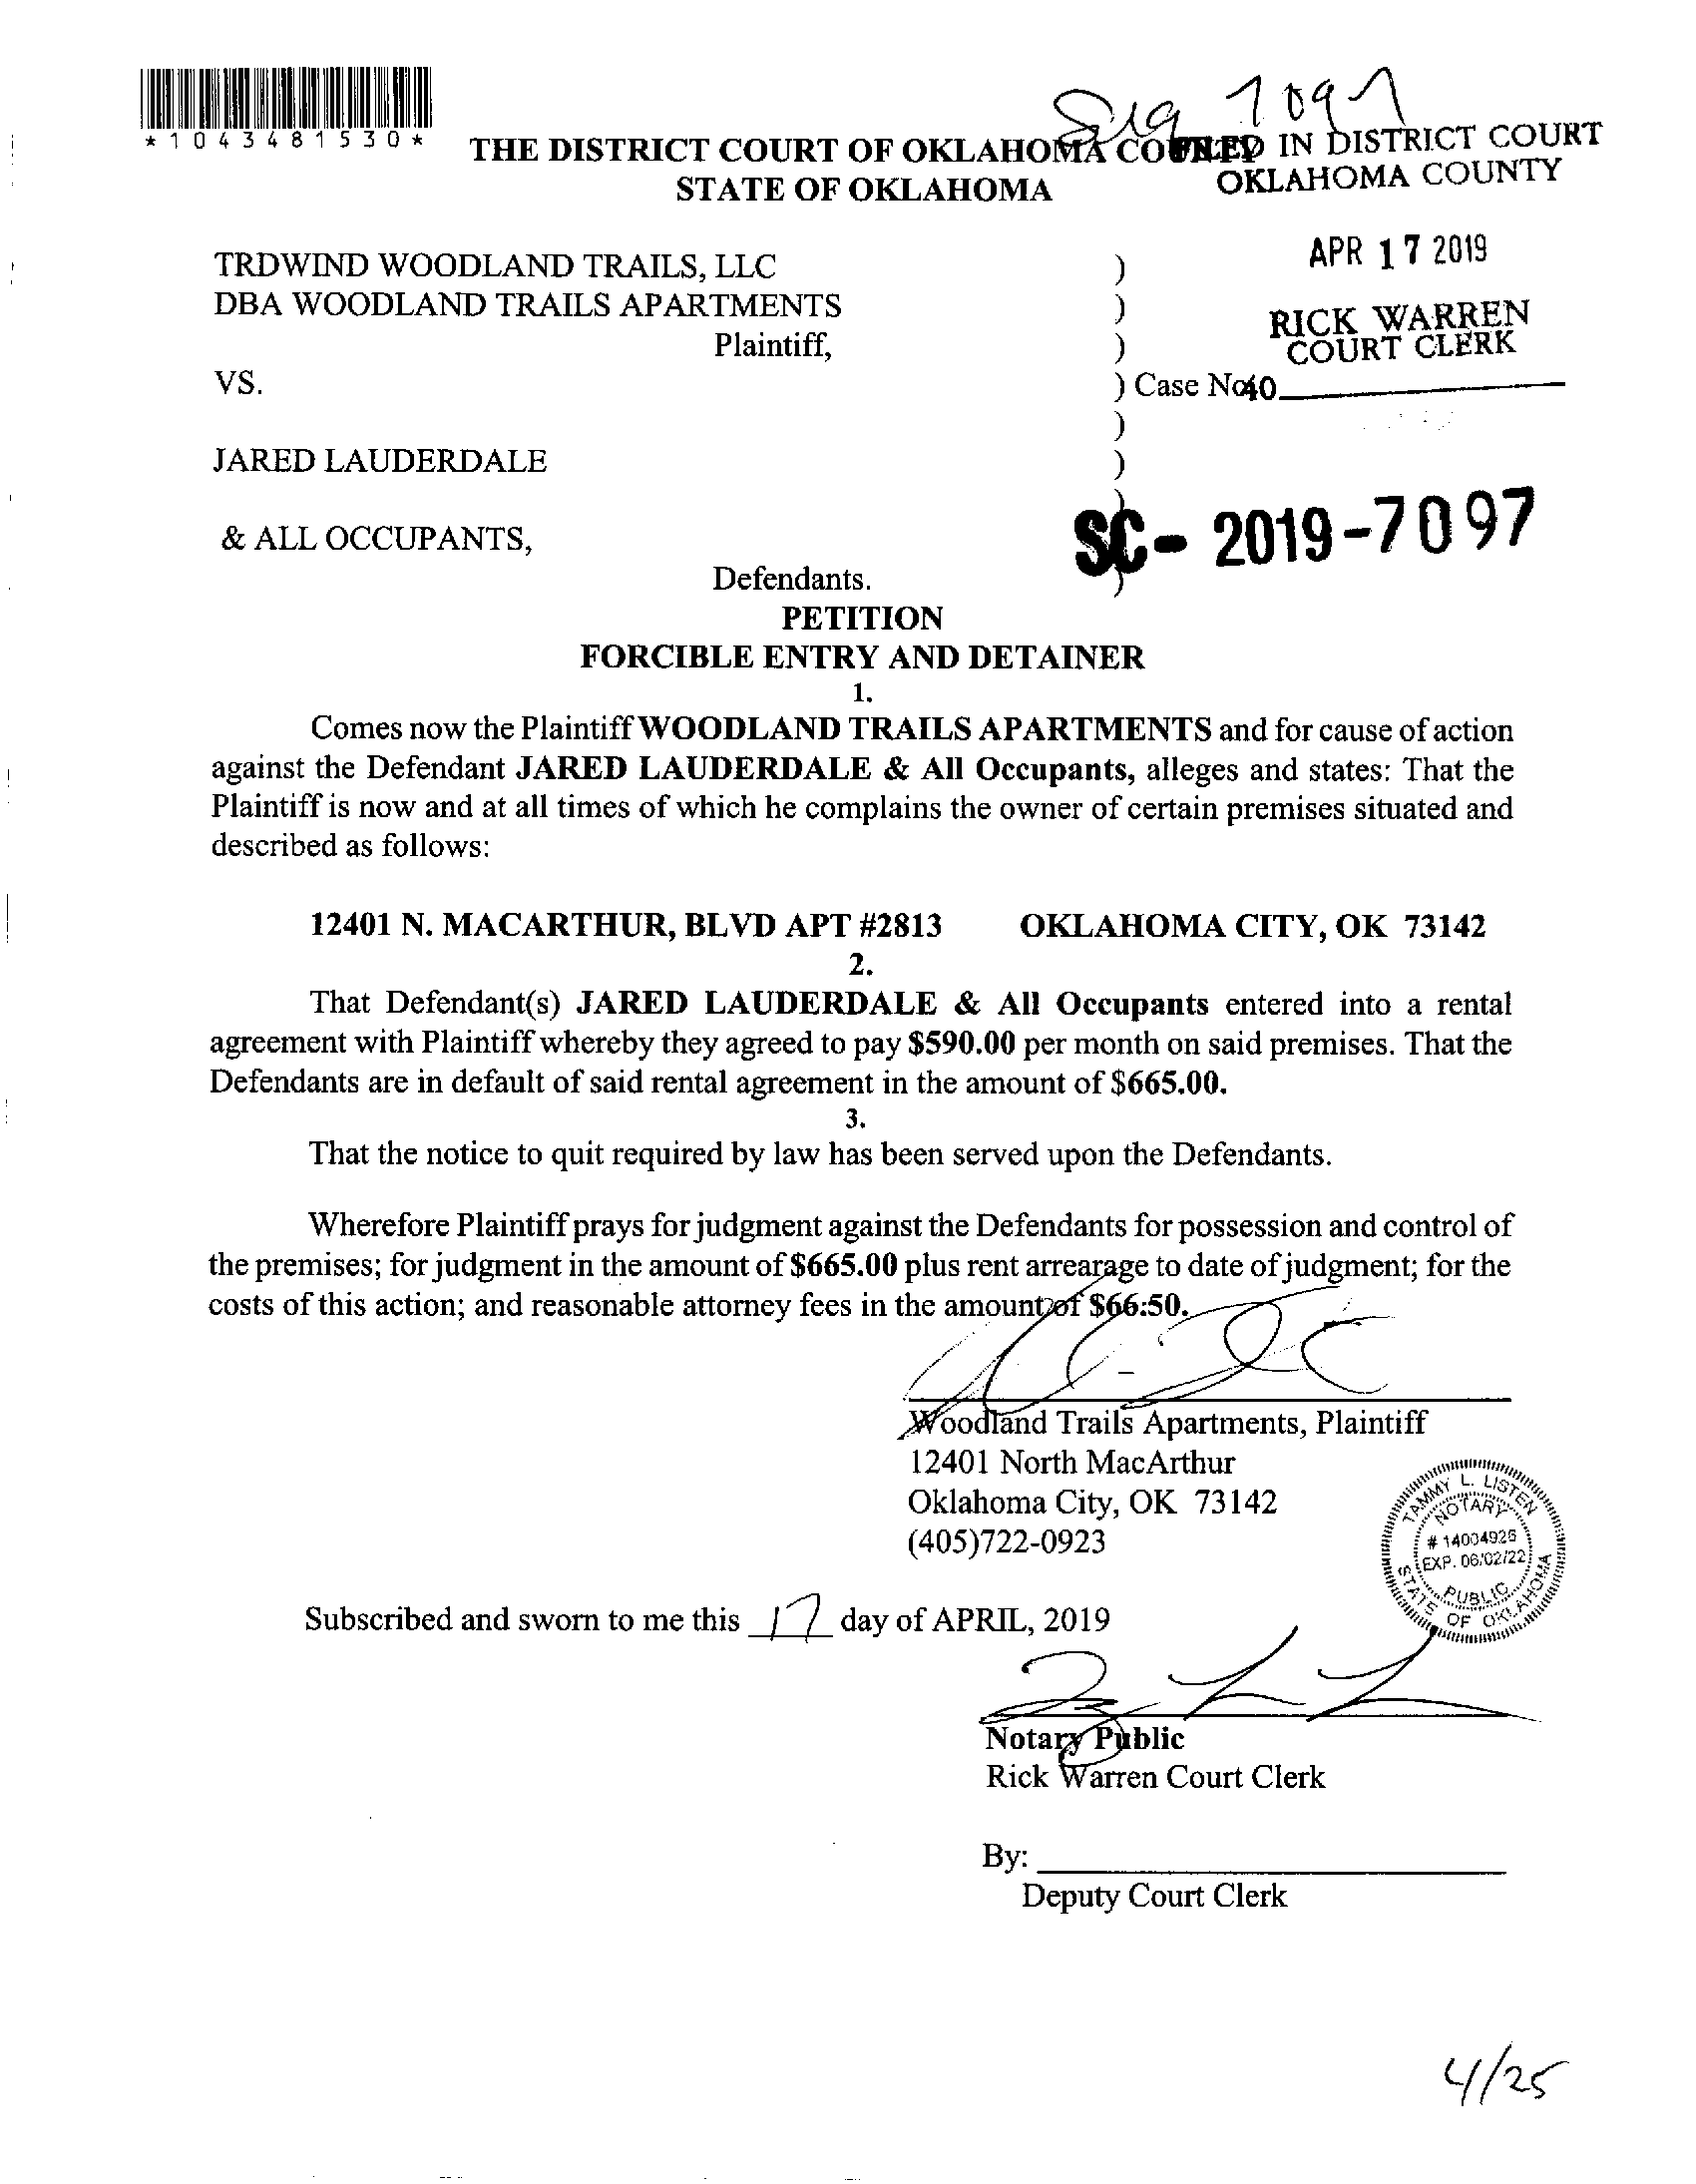 *1043481530*
7097
THE DISTRICT COURT OF OKLAHOMA
STATE OF OKLAHOMA
FILED IN DISTRICT COURT
OKLAHOMA COUNTY
APR 17 2019
RICK WARREN
COURT CLERK
40
TRDWIND WOODLAND TRAILS, LLC )
DBA WOODLAND TRAILS APARTMENTS )
Plaintiff, )
VS. ) Case No
)
JARED LAUDERDALE )
)
& ALL OCCUPANTS,
SC- 2019-7097
Defendants. )
PETITION
FORCIBLE ENTRY AND DETAINER
1.
Comes now the Plaintiff WOODLAND TRAILS APARTMENTS and for cause of action
against the Defendant JARED LAUDERDALE & All Occupants, alleges and states: That the
Plaintiff is now and at all times of which he complains the owner of certain premises situated and
described as follows:
12401 N. MACARTHUR, BLVD APT #2813 OKLAHOMA CITY, OK 73142
2.
That Defendant(s) JARED LAUDERDALE & All Occupants entered into a rental
agreement with Plaintiff whereby they agreed to pay $590.00 per month on said premises. That the
Defendants are in default of said rental agreement in the amount of $665.00.
3.
That the notice to quit required by law has been served upon the Defendants.
Wherefore Plaintiff prays for judgment against the Defendants for possession and control of
the premises; for judgment in the amount of $665.00 plus rent arrearage to date of judgment; for the
costs of this action; and reasonable attorney fees in the amount of $66.50.
Woodland Trails Apartments, Plaintiff
12401 North MacArthur
Oklahoma City, OK 73142
(405)722-0923
TAMMY L. LISTEN
NOTARY
# 14004926
EXP. 06/02/22
PUBLIC
STATE OF OKLAHOMA
Subscribed and sworn to me this 17 day of APRIL, 2019
Notary Public
Rick Warren Court Clerk
By:
Deputy Court Clerk
4/25